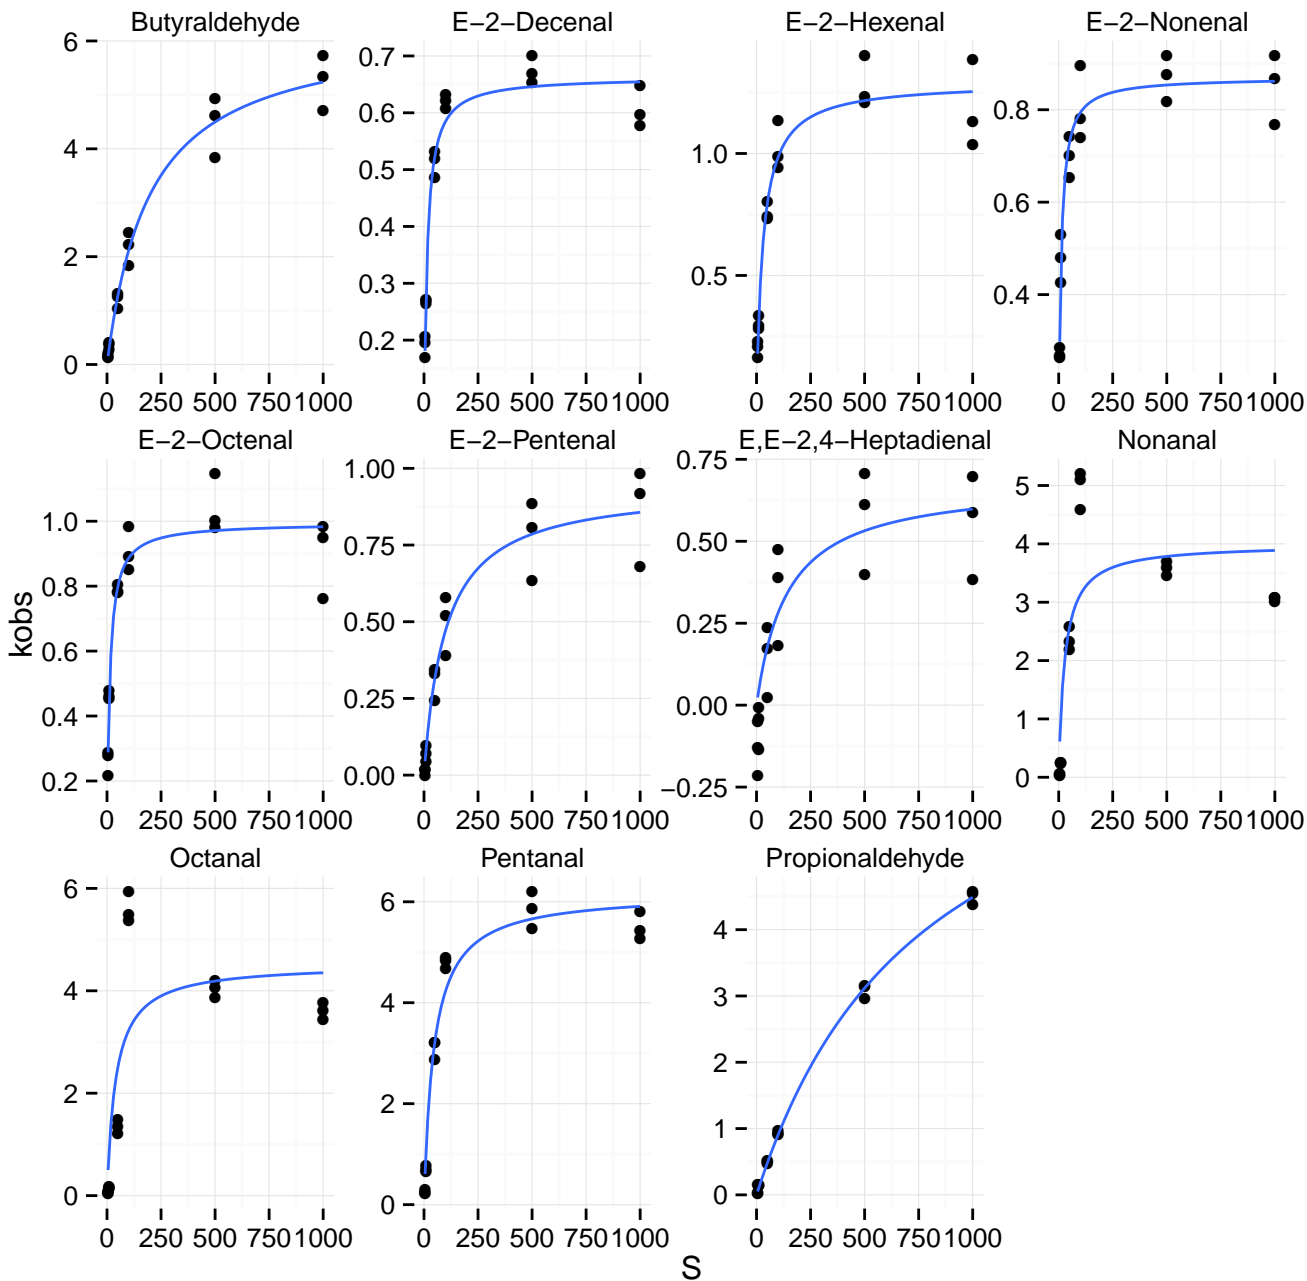 Butyraldehyde E−2−Decenal E−2−Hexenal E−2−Nonenal
6 4 2 0
0.7 0.6 0.5 0.4 0.3 0.2
1.0 0.5
0.8 0.6 0.4
0 250 500 750 1000 0 250 500 750 1000 0 250 500 750 1000 0 250 500 750 1000
E−2−Octenal E−2−Pentenal E,E−2,4−Heptadienal Nonanal
1.0 0.8 0.6 0.4 0.2
1.00 0.75 0.50 0.25 0.00
0.75 0.50 0.25 0.00 −0.25
5 4 3 2 1 0
0 250 500 750 1000 0 250 500 750 1000 0 250 500 750 1000 0 250 500 750 1000
Octanal Pentanal Propionaldehyde
6 4 2 0
6 4 2 0
4 3 2 1 0
0 250 500 750 1000 0 250 500 750 1000 0 250 500 750 1000
kobs
S